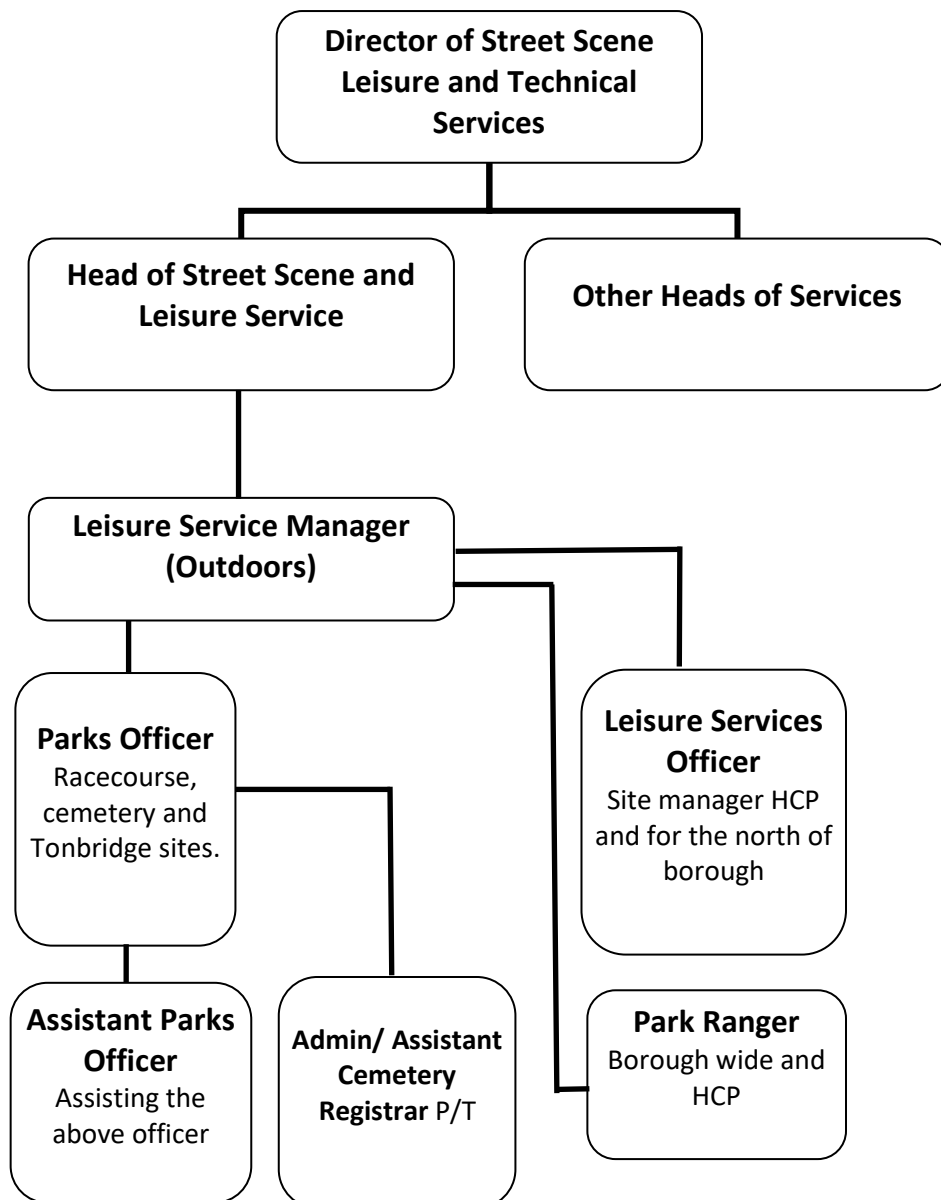 Director of Street Scene
Leisure and Technical
Services
Head of Street Scene and
Leisure Service
Other Heads of Services
Leisure Service Manager
(Outdoors)
Parks Officer
Racecourse,
cemetery and
Tonbridge sites.
Leisure Services
Officer
Site manager HCP
and for the north of
borough
Assistant Parks
Officer
Assisting the
above officer
Admin/ Assistant
Cemetery
Registrar P/T
Park Ranger
Borough wide and
HCP